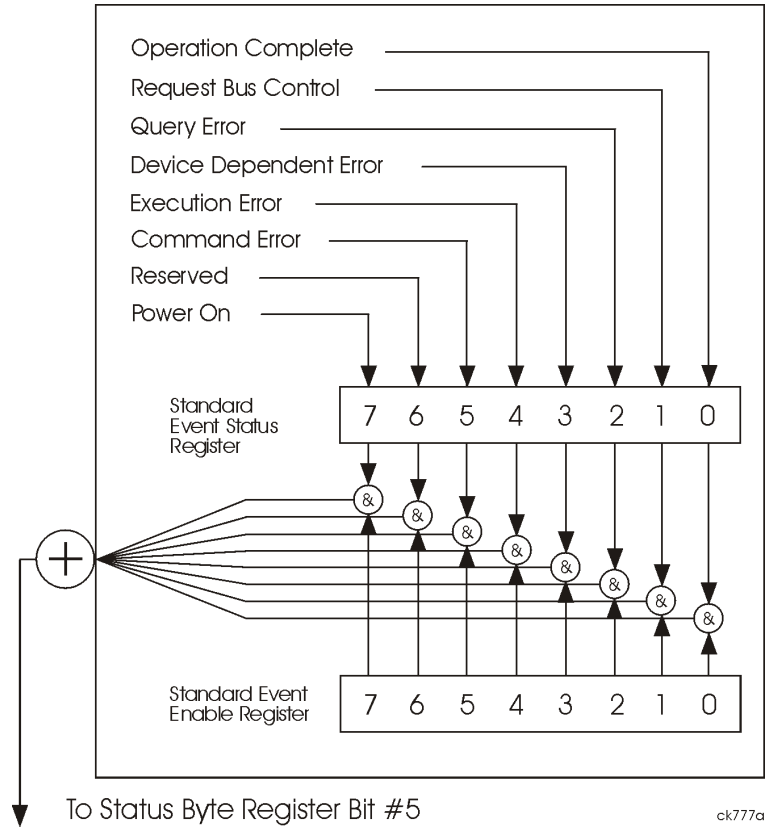 Operation Complete
Request Bus Control
Query Error
Device Dependent Error
Execution Error
Command Error
Reserved
Power On
Standard
Event Status
Register
7 6 5 4 3 2 1 0
&
&
&
&
&
&
&
&
+
Standard Event
Enable Register
7 6 5 4 3 2 1 0
To Status Byte Register Bit #5
ck777a